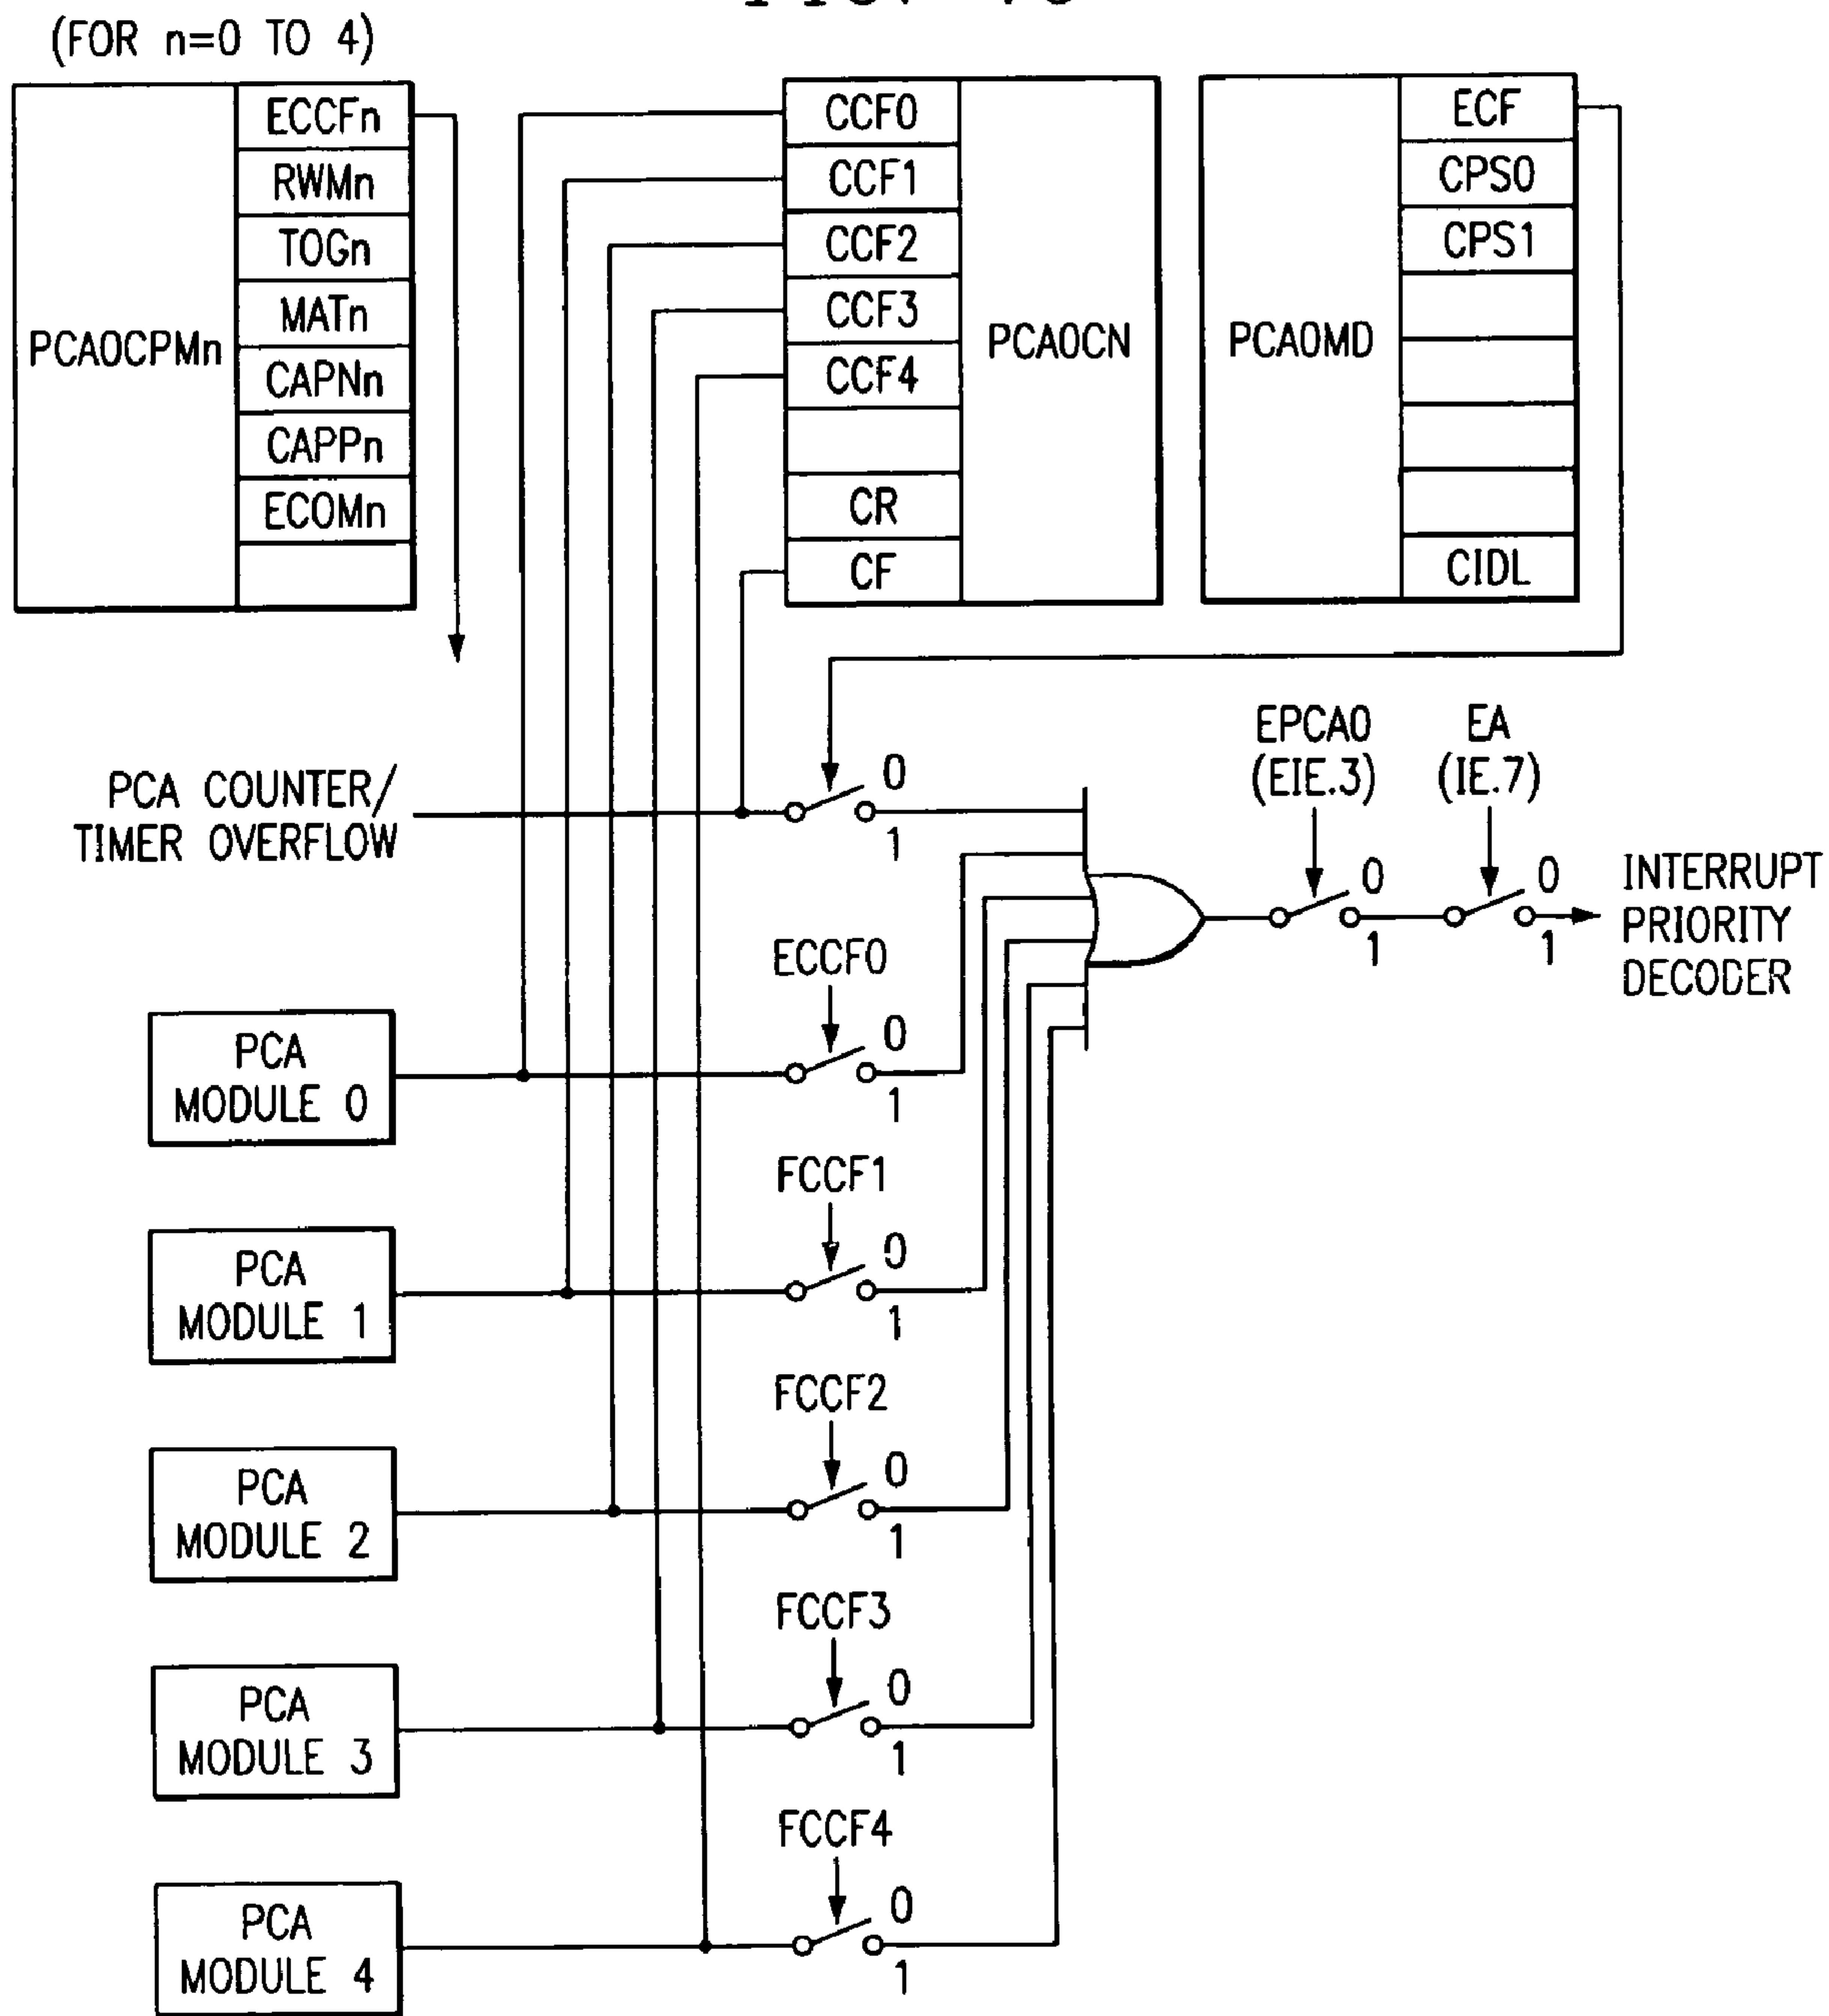 (FOR n=0 TO 4)
PCA0CPMn
ECCFn
RWMn
TOGn
MATn
CAPNn
CAPPn
ECOMn
CCF0
CCF1
CCF2
CCF3
CCF4
CR
CF
PCA0CN
PCA0MD
ECF
CPS0
CPS1
CIDL
PCA COUNTER/
TIMER OVERFLOW
0
1
EPCA0
(EIE.3)
0
1
EA
(IE.7)
0
1
INTERRUPT
PRIORITY
DECODER
ECCF0
0
1
PCA
MODULE 0
FCCF1
0
1
PCA
MODULE 1
FCCF2
0
1
PCA
MODULE 2
FCCF3
0
1
PCA
MODULE 3
FCCF4
0
1
PCA
MODULE 4